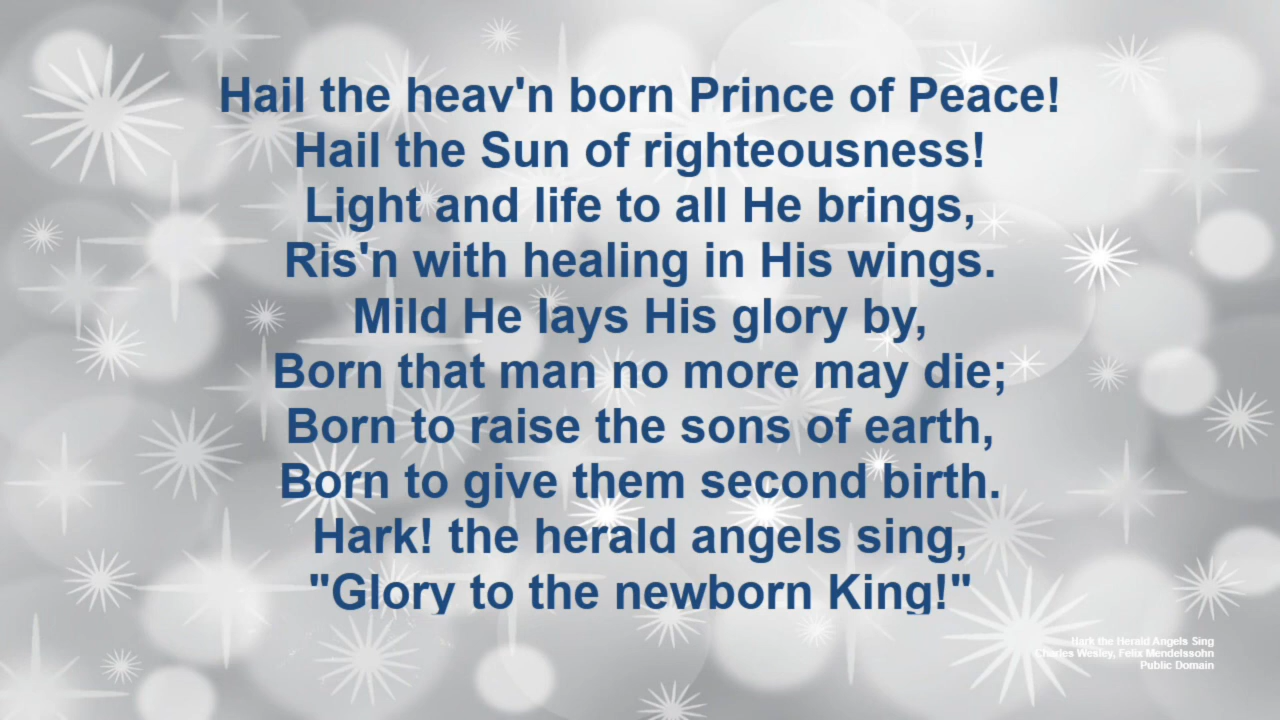 Hail the heav'n born Prince of Peace!
Hail the Sun of righteousness!
Light and life to all He brings,
Ris'n with healing in His wings.
Mild He lays His glory by,
Born that man no more may die;
Born to raise the sons of earth,
Born to give them second birth.
Hark! the herald angels sing,
"Glory to the newborn King!"
Hark the Herald Angels Sing
Charles Wesley, Felix Mendelssohn
Public Domain